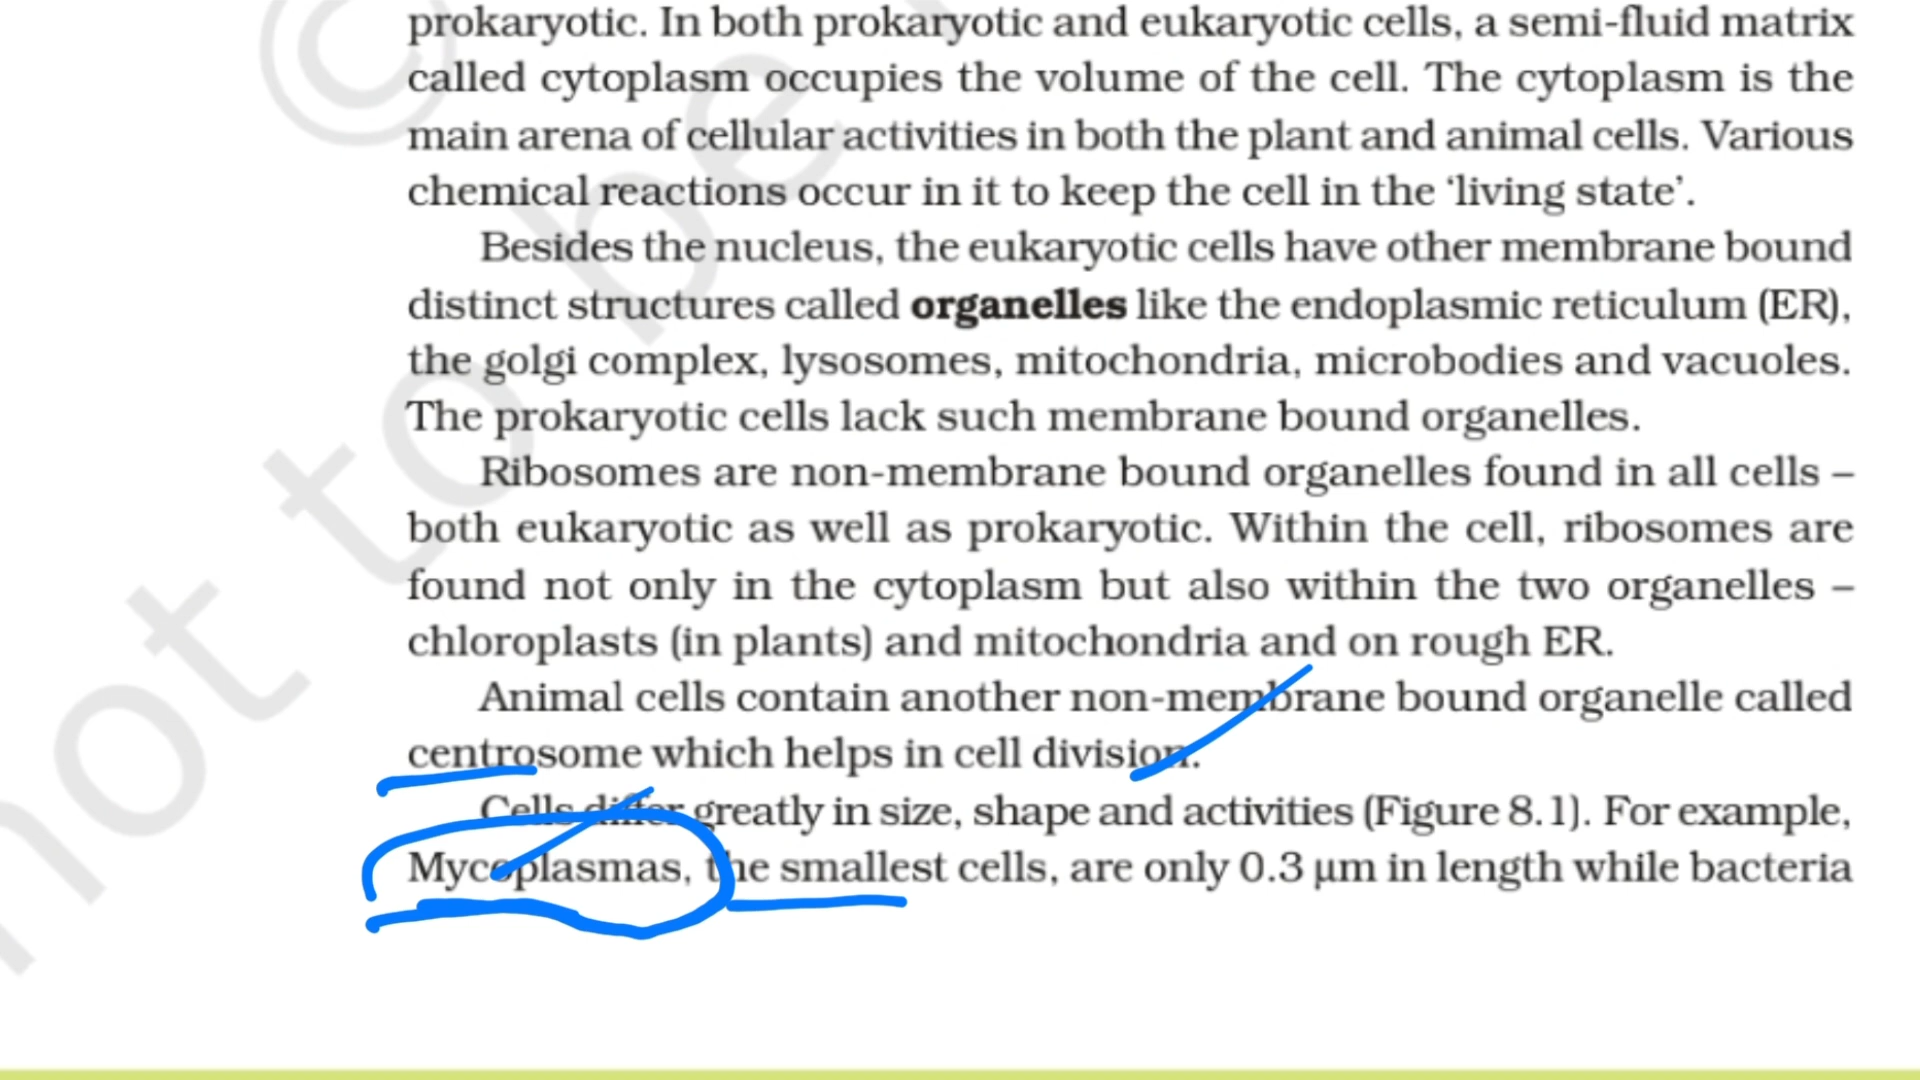 prokaryotic. In both prokaryotic and eukaryotic cells, a semi-fluid matrix
called cytoplasm occupies the volume of the cell. The cytoplasm is the
main arena of cellular activities in both the plant and animal cells. Various
chemical reactions occur in it to keep the cell in the ‘living state’.
Besides the nucleus, the eukaryotic cells have other membrane bound
distinct structures called organelles like the endoplasmic reticulum (ER),
the golgi complex, lysosomes, mitochondria, microbodies and vacuoles.
The prokaryotic cells lack such membrane bound organelles.
Ribosomes are non-membrane bound organelles found in all cells –
both eukaryotic as well as prokaryotic. Within the cell, ribosomes are
found not only in the cytoplasm but also within the two organelles –
chloroplasts (in plants) and mitochondria and on rough ER.
Animal cells contain another non-membrane bound organelle called
centrosome which helps in cell division.
Cells differ greatly in size, shape and activities (Figure 8.1). For example,
Mycoplasmas, the smallest cells, are only 0.3 µm in length while bacteria
©
not to be